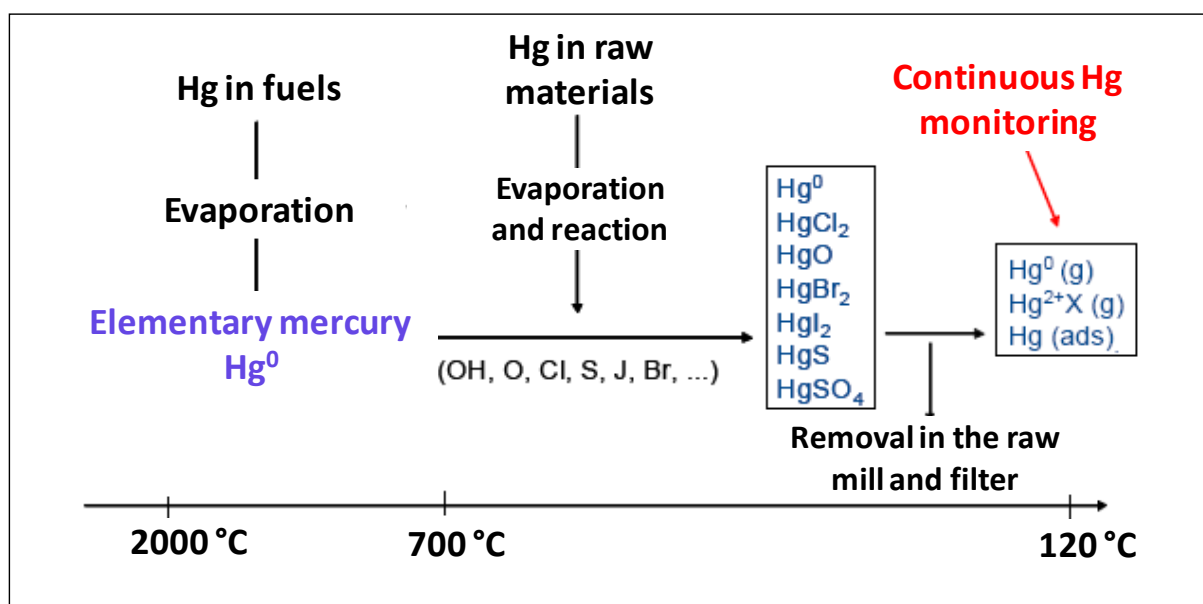 Hg in fuels
Evaporation
Elementary mercury
Hg⁰
Hg in raw
materials
Evaporation
and reaction
(OH, O, Cl, S, J, Br, ...)
Hg⁰
HgCl₂
HgO
HgBr₂
HgI₂
HgS
HgSO₄
Removal in the raw
mill and filter
Continuous Hg
monitoring
Hg⁰ (g)
Hg²⁺X (g)
Hg (ads)
2000 °C
700 °C
120 °C